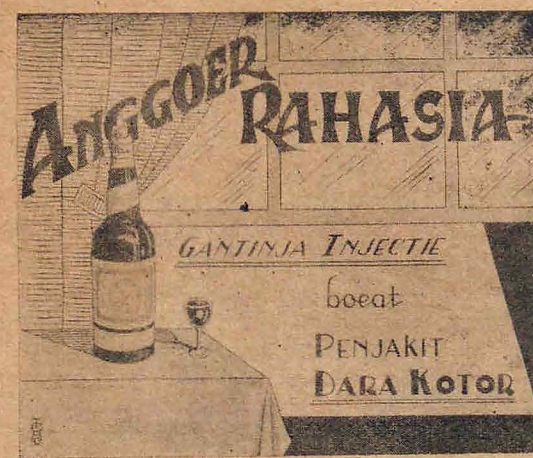 ANGGOER
RAHASIA
GANTINJA INJECTIE
boeat
PENJAKIT
DARA KOTOR